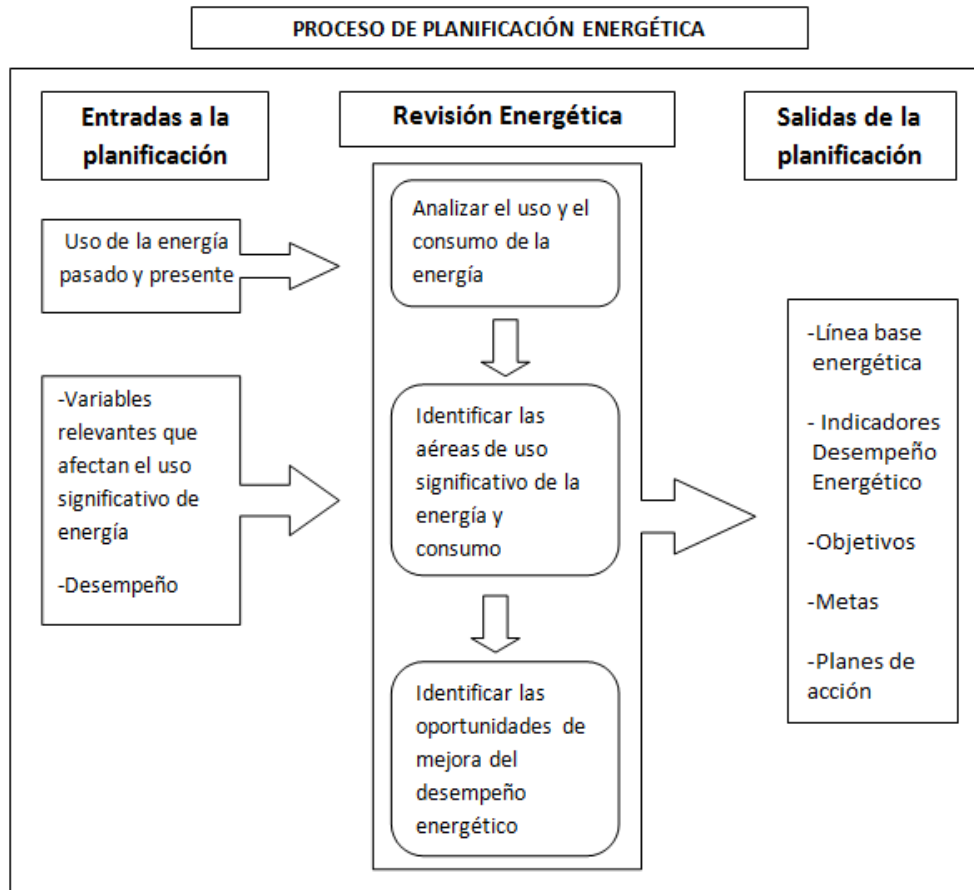 PROCESO DE PLANIFICACIÓN ENERGÉTICA
Entradas a la
planificación
Uso de la energía
pasado y presente
-Variables
relevantes que
afectan el uso
significativo de
energía
-Desempeño
Revisión Energética
Analizar el uso y el
consumo de la
energía
Identificar las
aéreas de uso
significativo de la
energía y
consumo
Identificar las
oportunidades de
mejora del
desempeño
energético
Salidas de la
planificación
-Línea base
energética
- Indicadores
Desempeño
Energético
-Objetivos
-Metas
-Planes de
acción